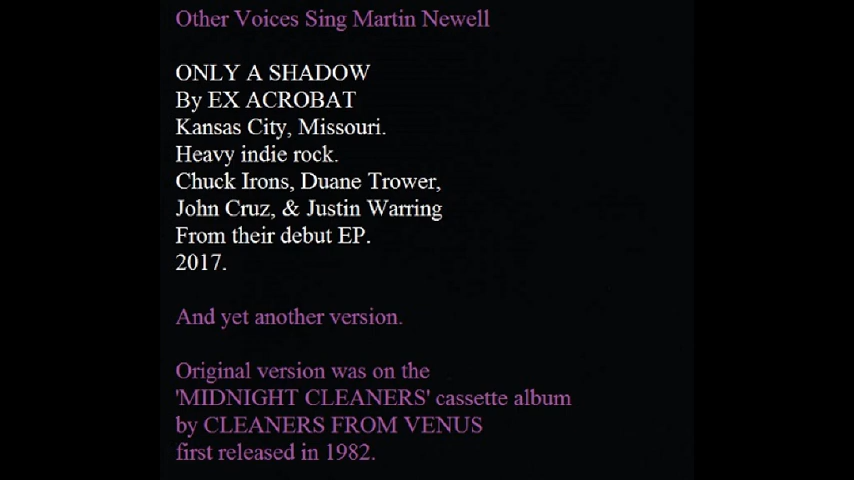 Other Voices Sing Martin Newell
ONLY A SHADOW
By EX ACROBAT
Kansas City, Missouri.
Heavy indie rock.
Chuck Irons, Duane Trower,
John Cruz, & Justin Warring
From their debut EP.
2017.
And yet another version.
Original version was on the
'MIDNIGHT CLEANERS' cassette album
by CLEANERS FROM VENUS
first released in 1982.